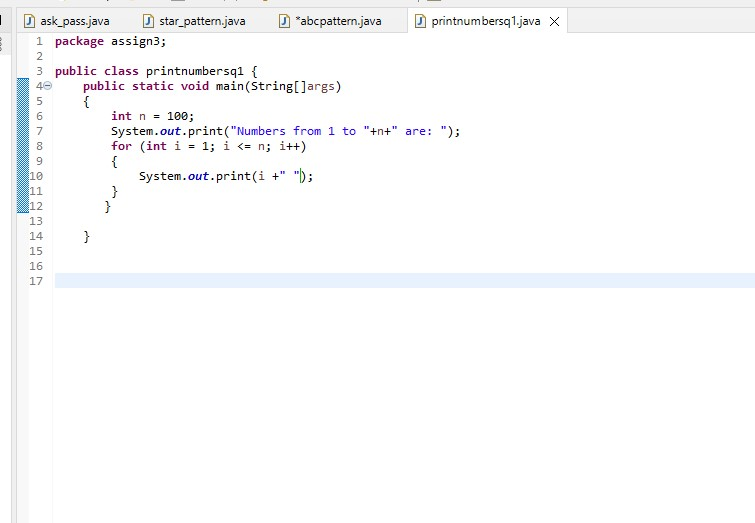 ask_pass.java star_pattern.java *abcpattern.java printnumbersq1.java
1 package assign3;
2
3 public class printnumbersq1 {
4 public static void main(String[]args)
5 {
6 int n = 100;
7 System.out.print("Numbers from 1 to "+n+" are: ");
8 for (int i = 1; i <= n; i++)
9 {
10 System.out.print(i +" ");
11 }
12 }
13
14 }
15
16
17